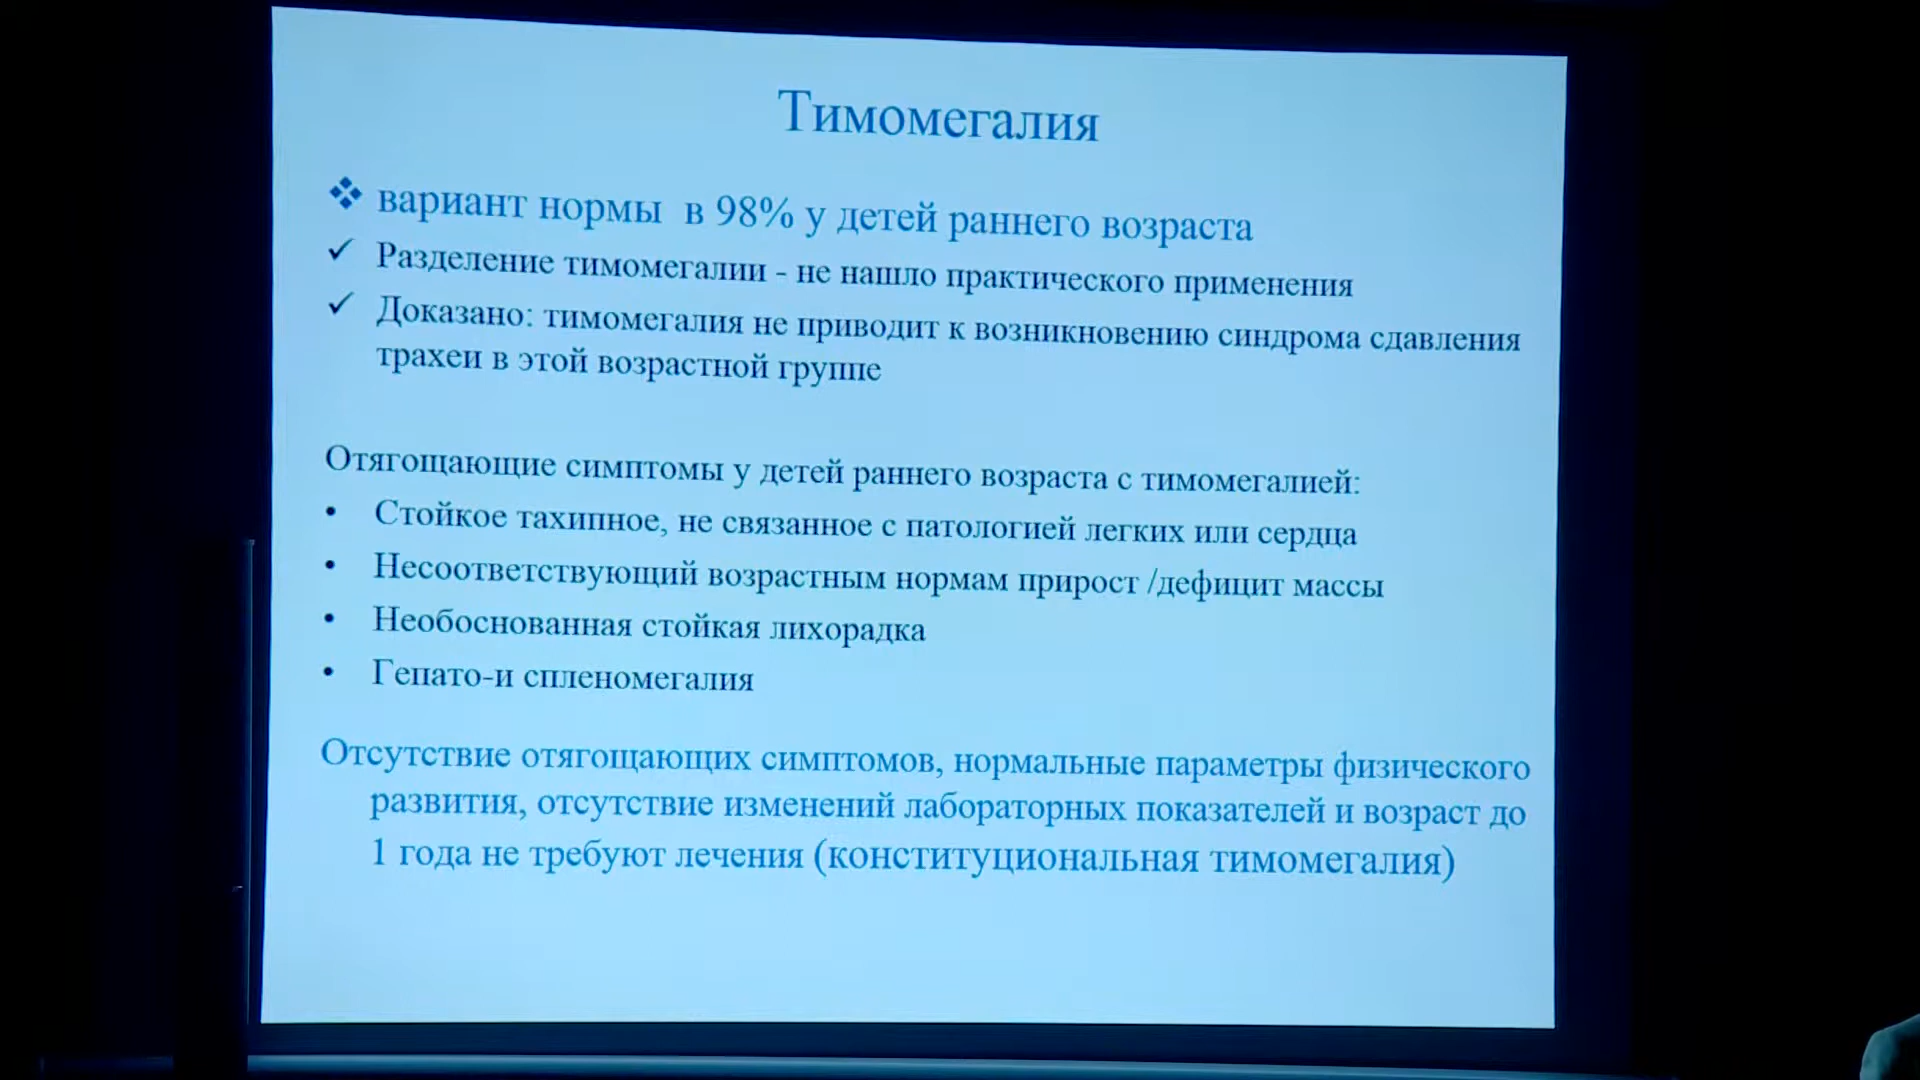 Тимомегалия
❖ вариант нормы в 98% у детей раннего возраста
✓ Разделение тимомегалии - не нашло практического применения
✓ Доказано: тимомегалия не приводит к возникновению синдрома сдавления
трахеи в этой возрастной группе
Отягощающие симптомы у детей раннего возраста с тимомегалией:
• Стойкое тахипное, не связанное с патологией легких или сердца
• Несоответствующий возрастным нормам прирост /дефицит массы
• Необоснованная стойкая лихорадка
• Гепато-и спленомегалия
Отсутствие отягощающих симптомов, нормальные параметры физического
развития, отсутствие изменений лабораторных показателей и возраст до
1 года не требуют лечения (конституциональная тимомегалия)